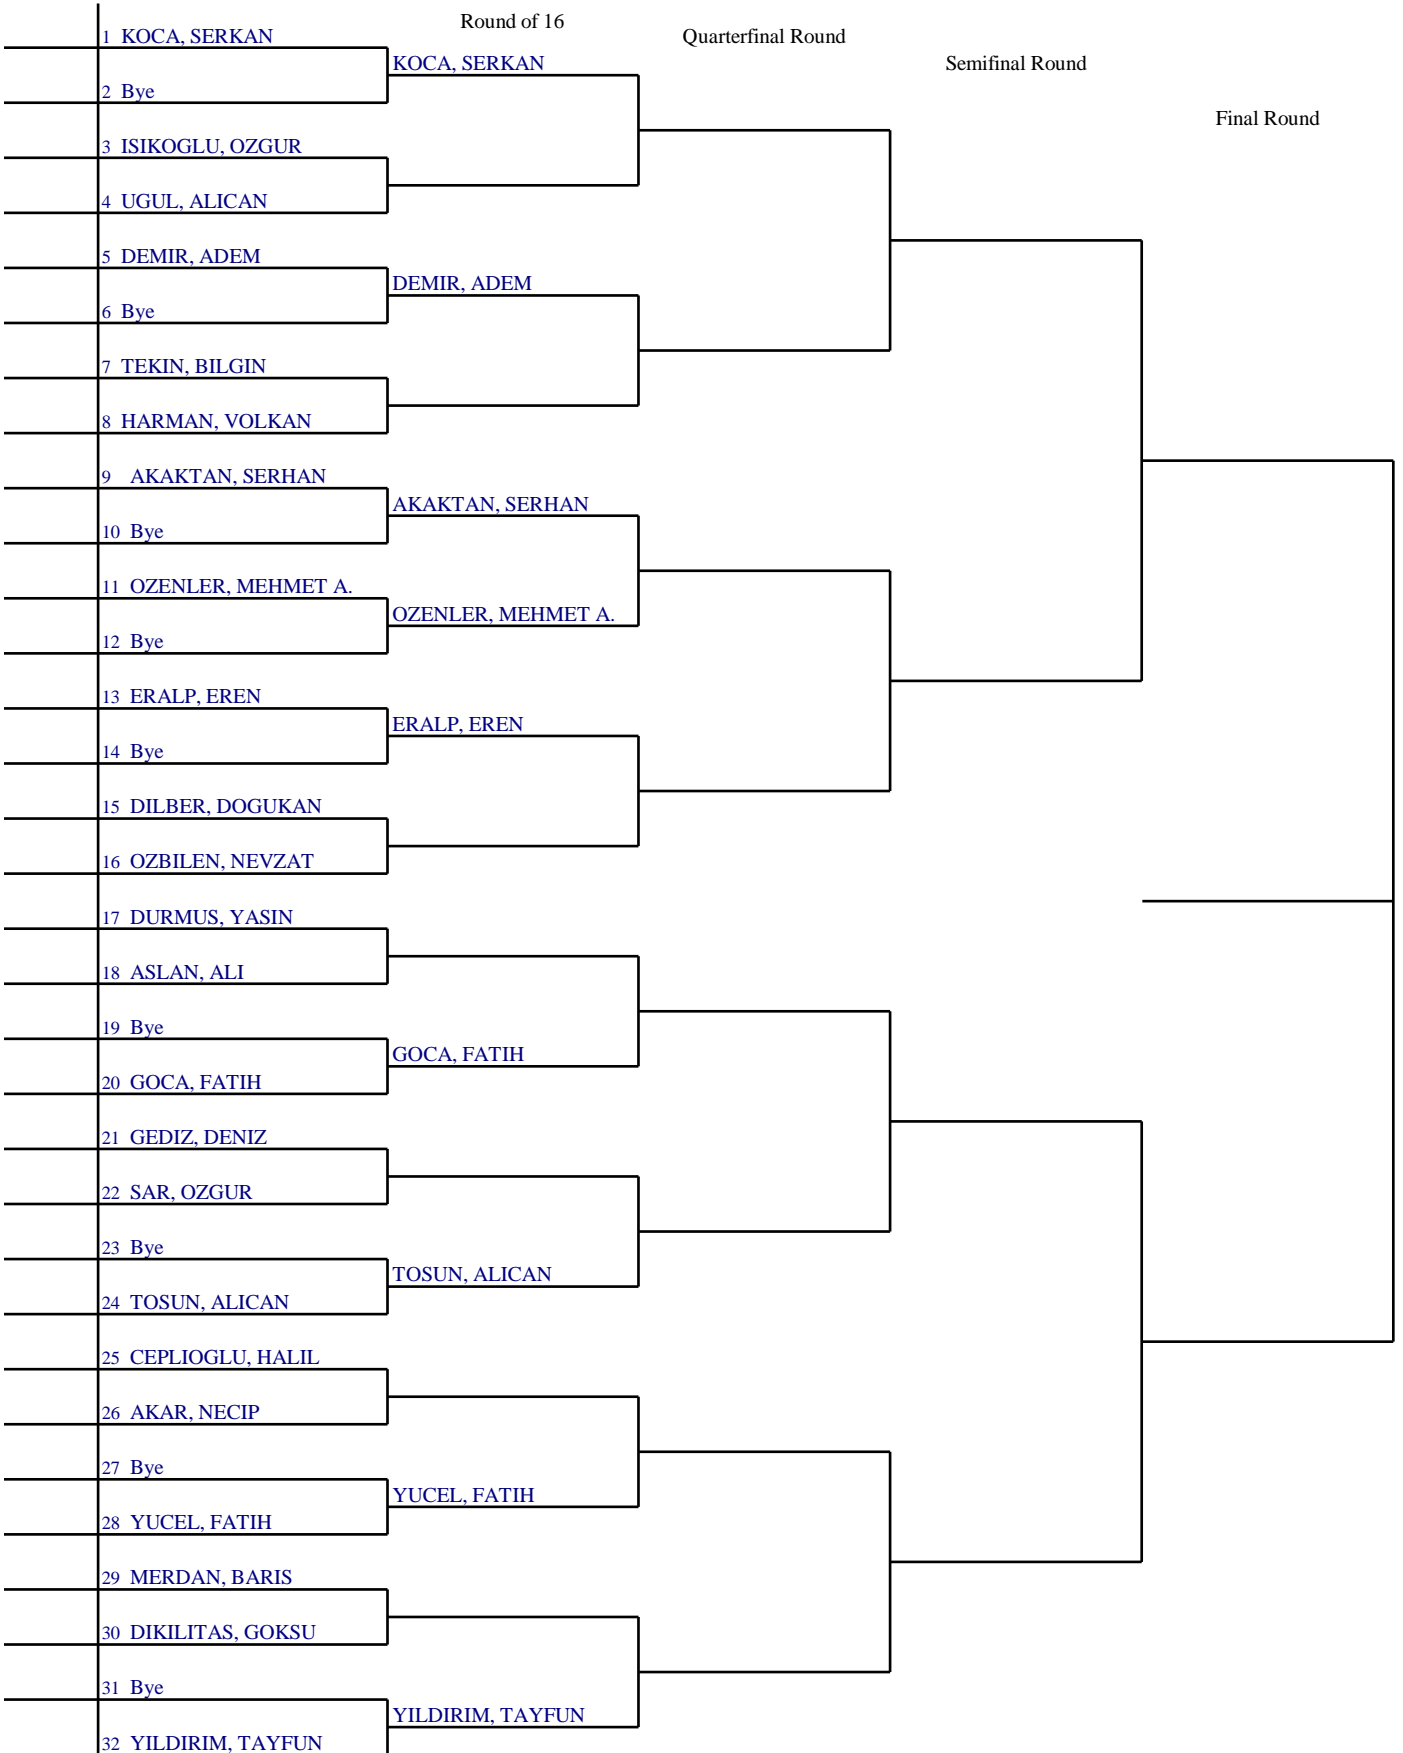 Round of 16
Quarterfinal Round
Semifinal Round
Final Round
1 KOCA, SERKAN
KOCA, SERKAN
2 Bye
3 ISIKOGLU, OZGUR
4 UGUL, ALICAN
5 DEMIR, ADEM
DEMIR, ADEM
6 Bye
7 TEKIN, BILGIN
8 HARMAN, VOLKAN
9 AKAKTAN, SERHAN
AKAKTAN, SERHAN
10 Bye
11 OZENLER, MEHMET A.
OZENLER, MEHMET A.
12 Bye
13 ERALP, EREN
ERALP, EREN
14 Bye
15 DILBER, DOGUKAN
16 OZBILEN, NEVZAT
17 DURMUS, YASIN
18 ASLAN, ALI
19 Bye
GOCA, FATIH
20 GOCA, FATIH
21 GEDIZ, DENIZ
22 SAR, OZGUR
23 Bye
TOSUN, ALICAN
24 TOSUN, ALICAN
25 CEPLIOGLU, HALIL
26 AKAR, NECIP
27 Bye
YUCEL, FATIH
28 YUCEL, FATIH
29 MERDAN, BARIS
30 DIKILITAS, GOKSU
31 Bye
YILDIRIM, TAYFUN
32 YILDIRIM, TAYFUN